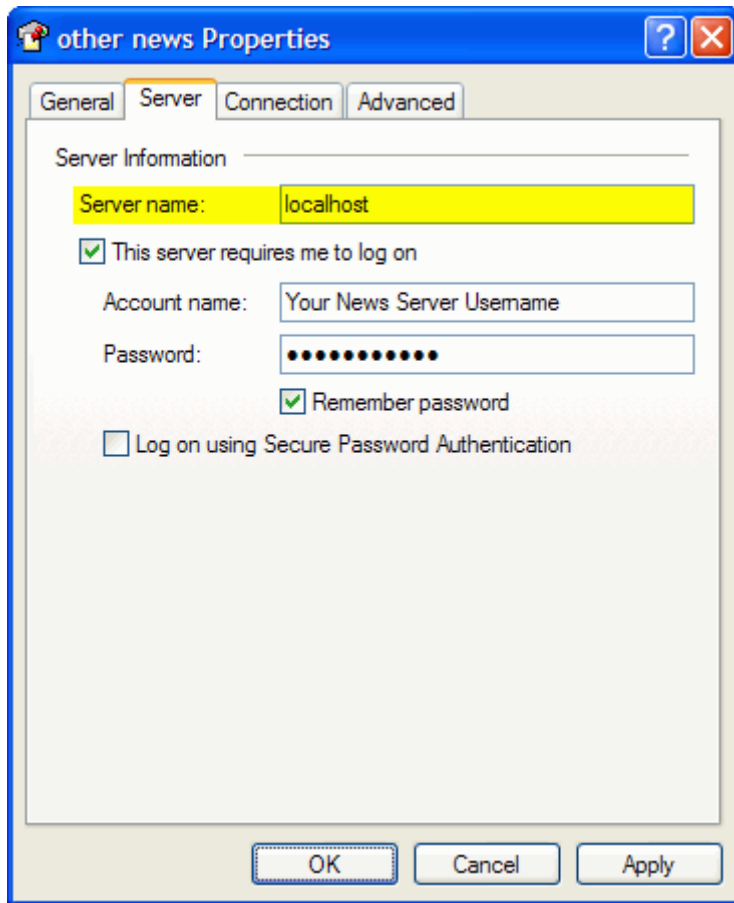 other news Properties
General Server Connection Advanced
Server Information
Server name: localhost
This server requires me to log on
Account name: Your News Server Username
Password: •••••••••••
Remember password
Log on using Secure Password Authentication
OK Cancel Apply